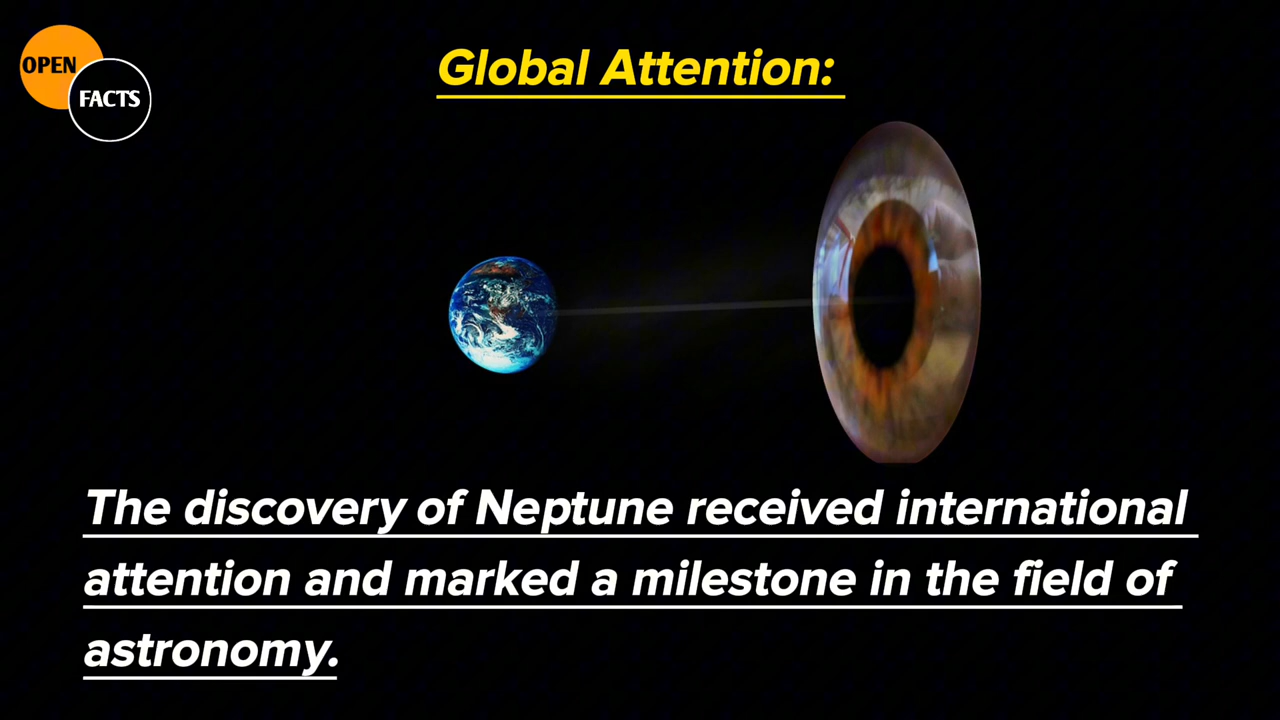 OPEN
FACTS
Global Attention:
The discovery of Neptune received international
attention and marked a milestone in the field of
astronomy.